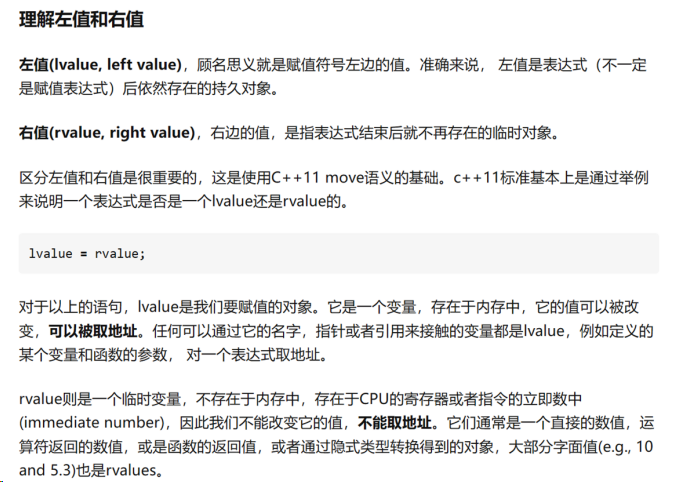 理解左值和右值
左值(lvalue, left value)，顾名思义就是赋值符号左边的值。准确来说， 左值是表达式（不一定
是赋值表达式）后依然存在的持久对象。
右值(rvalue, right value)，右边的值，是指表达式结束后就不再存在的临时对象。
区分左值和右值是很重要的，这是使用C++11 move语义的基础。c++11标准基本上是通过举例
来说明一个表达式是否是一个lvalue还是rvalue的。
lvalue = rvalue;
对于以上的语句，lvalue是我们要赋值的对象。它是一个变量，存在于内存中，它的值可以被改
变，可以被取地址。任何可以通过它的名字，指针或者引用来接触的变量都是lvalue，例如定义的
某个变量和函数的参数， 对一个表达式取地址。
rvalue则是一个临时变量，不存在于内存中，存在于CPU的寄存器或者指令的立即数中
(immediate number)，因此我们不能改变它的值，不能取地址。它们通常是一个直接的数值，运
算符返回的数值，或是函数的返回值，或者通过隐式类型转换得到的对象，大部分字面值(e.g., 10
and 5.3)也是rvalues。